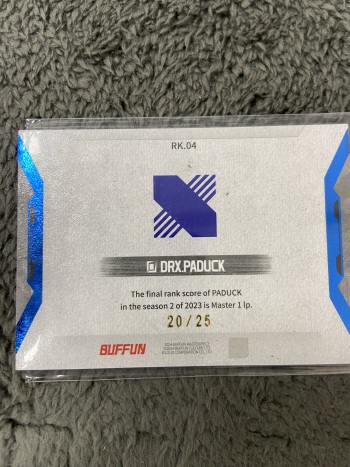 RK.04
DRX.PADUCK
The final rank score of PADUCK
in the season 2 of 2023 is Master 1 lp.
20/25
BUFFUN